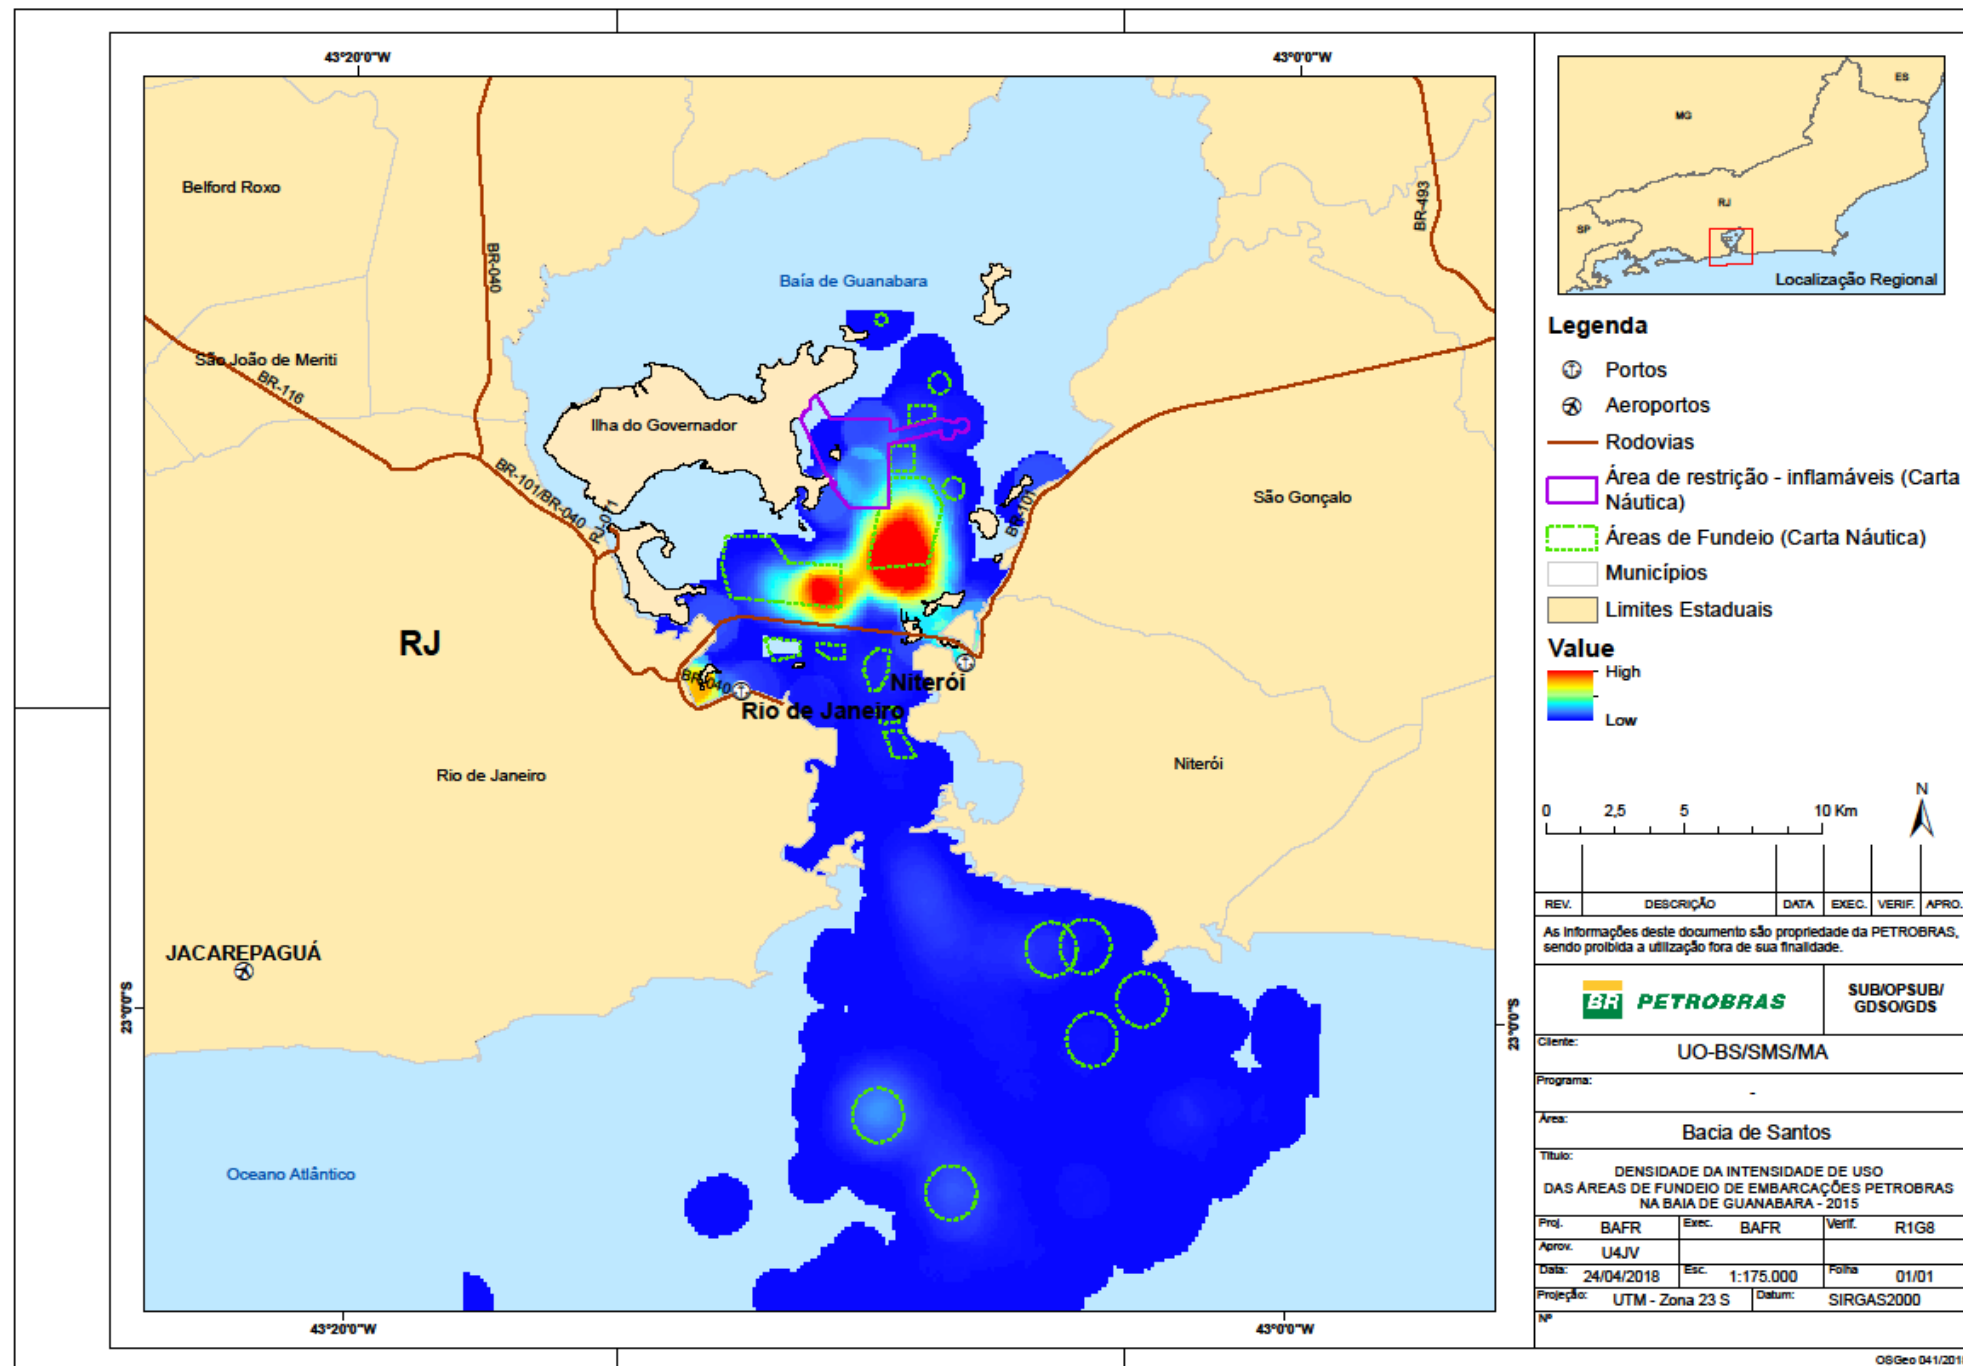 43°20'0"W
43°0'0"W
Belford Roxo
BR-040
BR-493
Baía de Guanabara
São João de Meriti
BR-116
Ilha do Governador
BR-101/BR-040
São Gonçalo
BR-101
RJ
BR-040
Niterói
Rio de Janeiro
Rio de Janeiro
Niterói
JACAREPAGUÁ
23°0'0"S
23°0'0"S
Oceano Atlântico
43°20'0"W
43°0'0"W
ES
MG
RJ
SP
Localização Regional
Legenda
Portos
Aeroportos
Rodovias
Área de restrição - inflamáveis (Carta
Náutica)
Áreas de Fundeio (Carta Náutica)
Municípios
Limites Estaduais
Value
High
Low
N
0 2,5 5 10 Km
REV. DESCRIÇÃO DATA EXEC. VERIF. APRO.
As informações deste documento são propriedade da PETROBRAS,
sendo proibida a utilização fora de sua finalidade.
BR PETROBRAS
SUB/OPSUB/
GDSO/GDS
Cliente:
UO-BS/SMS/MA
Programa:
-
Área:
Bacia de Santos
Título:
DENSIDADE DA INTENSIDADE DE USO
DAS ÁREAS DE FUNDEIO DE EMBARCAÇÕES PETROBRAS
NA BAIA DE GUANABARA - 2015
Proj. BAFR Exec. BAFR Verif. R1G8
Aprov. U4JV
Data: 24/04/2018 Esc. 1:175.000 Folha 01/01
Projeção: UTM - Zona 23 S Datum: SIRGAS2000
Nº